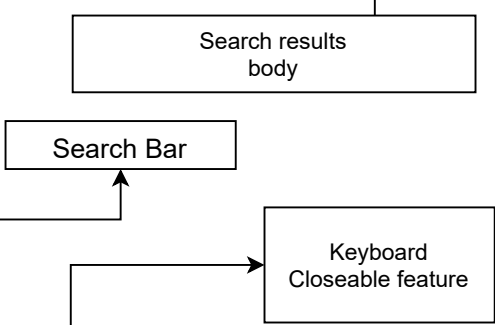 Search results
body
Search Bar
Keyboard
Closeable feature